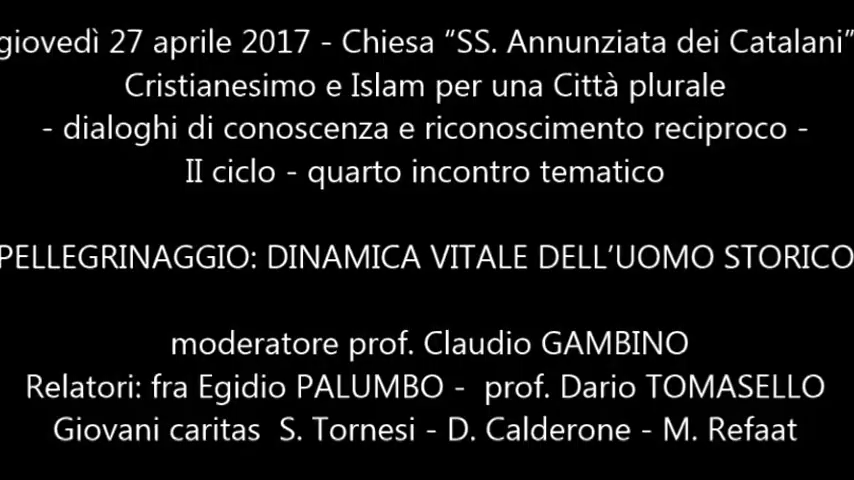 giovedì 27 aprile 2017 - Chiesa “SS. Annunziata dei Catalani”
Cristianesimo e Islam per una Città plurale
- dialoghi di conoscenza e riconoscimento reciproco -
II ciclo - quarto incontro tematico
PELLEGRINAGGIO: DINAMICA VITALE DELL’UOMO STORICO
moderatore prof. Claudio GAMBINO
Relatori: fra Egidio PALUMBO - prof. Dario TOMASELLO
Giovani caritas S. Tornesi - D. Calderone - M. Refaat